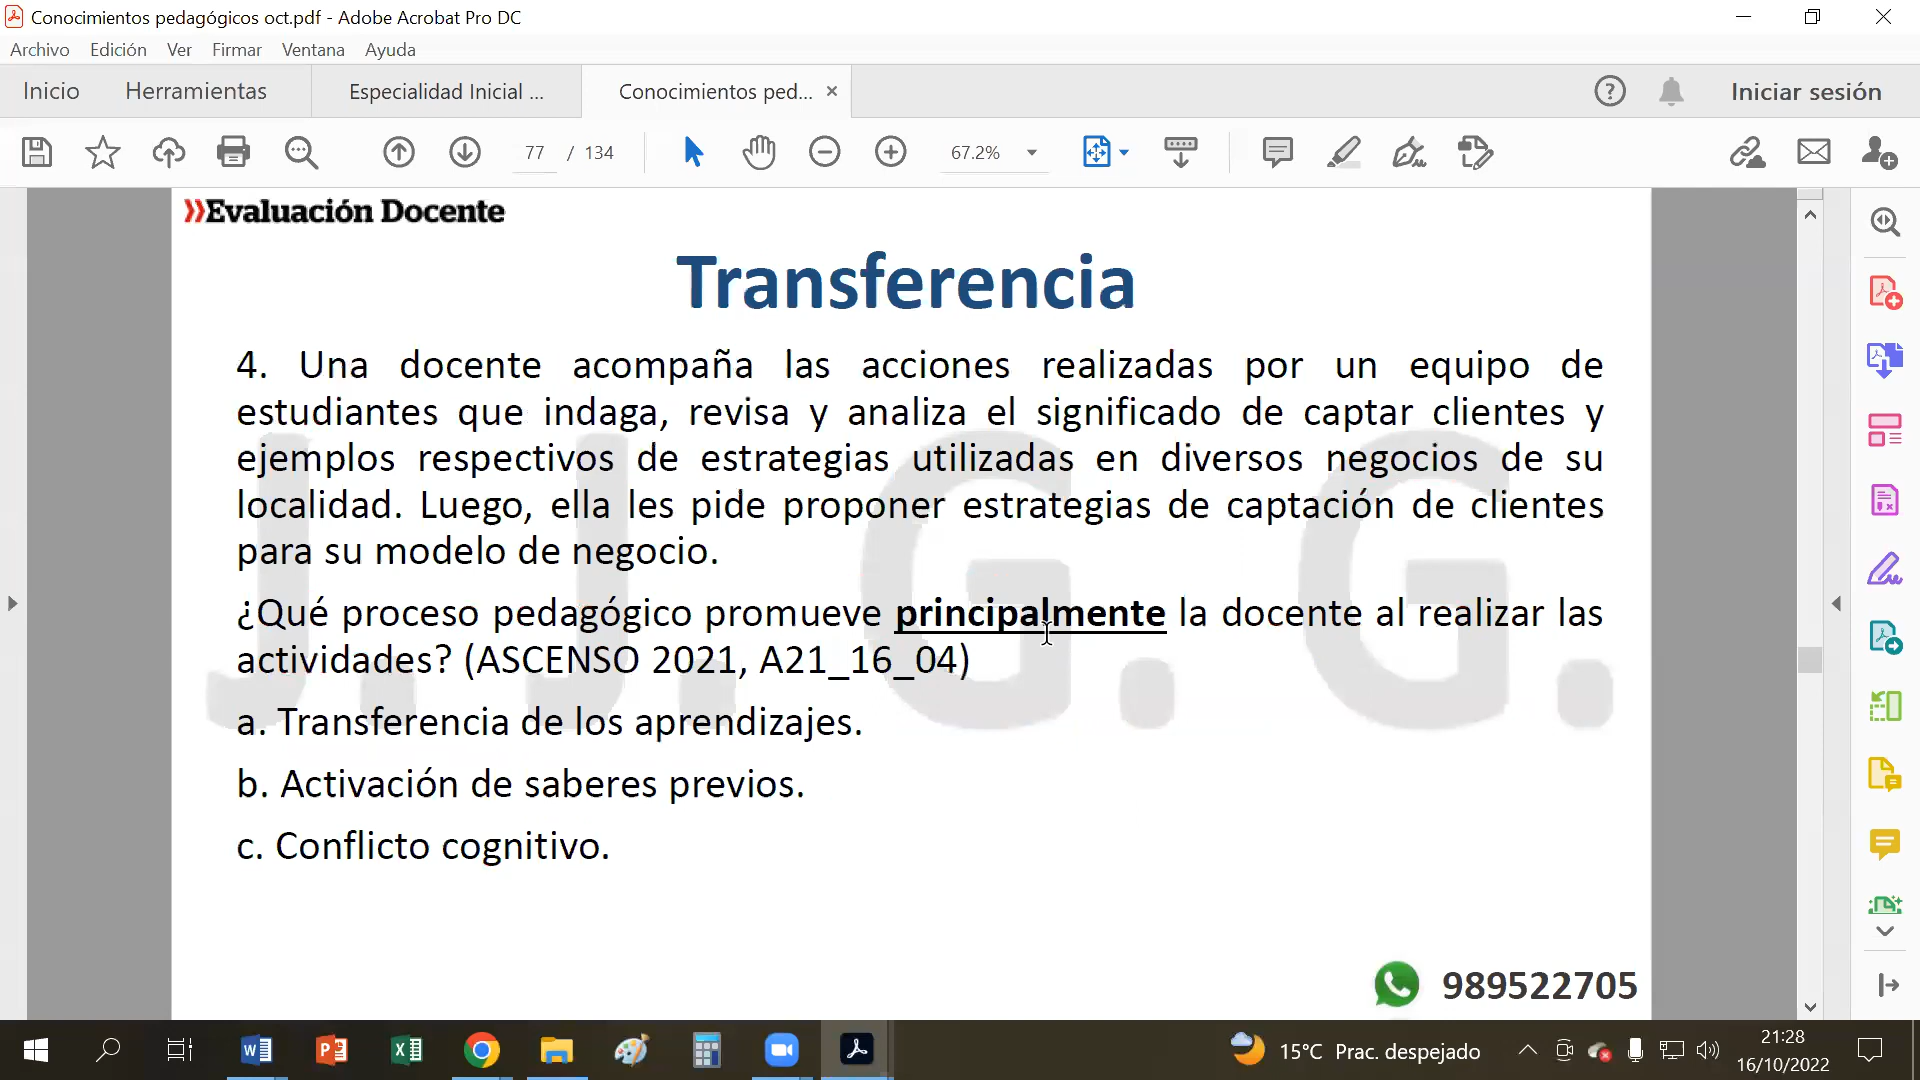 Conocimientos pedagógicos oct.pdf - Adobe Acrobat Pro DC
Archivo Edición Ver Firmar Ventana Ayuda
Inicio Herramientas Especialidad Inicial ... Conocimientos ped... × Iniciar sesión
77 / 134 67.2%
»Evaluación Docente
Transferencia
4. Una docente acompaña las acciones realizadas por un equipo de
estudiantes que indaga, revisa y analiza el significado de captar clientes y
ejemplos respectivos de estrategias utilizadas en diversos negocios de su
localidad. Luego, ella les pide proponer estrategias de captación de clientes
para su modelo de negocio.
¿Qué proceso pedagógico promueve principalmente la docente al realizar las
actividades? (ASCENSO 2021, A21_16_04)
a. Transferencia de los aprendizajes.
b. Activación de saberes previos.
c. Conflicto cognitivo.
J. J. G. G.
989522705
15°C Prac. despejado
21:28
16/10/2022